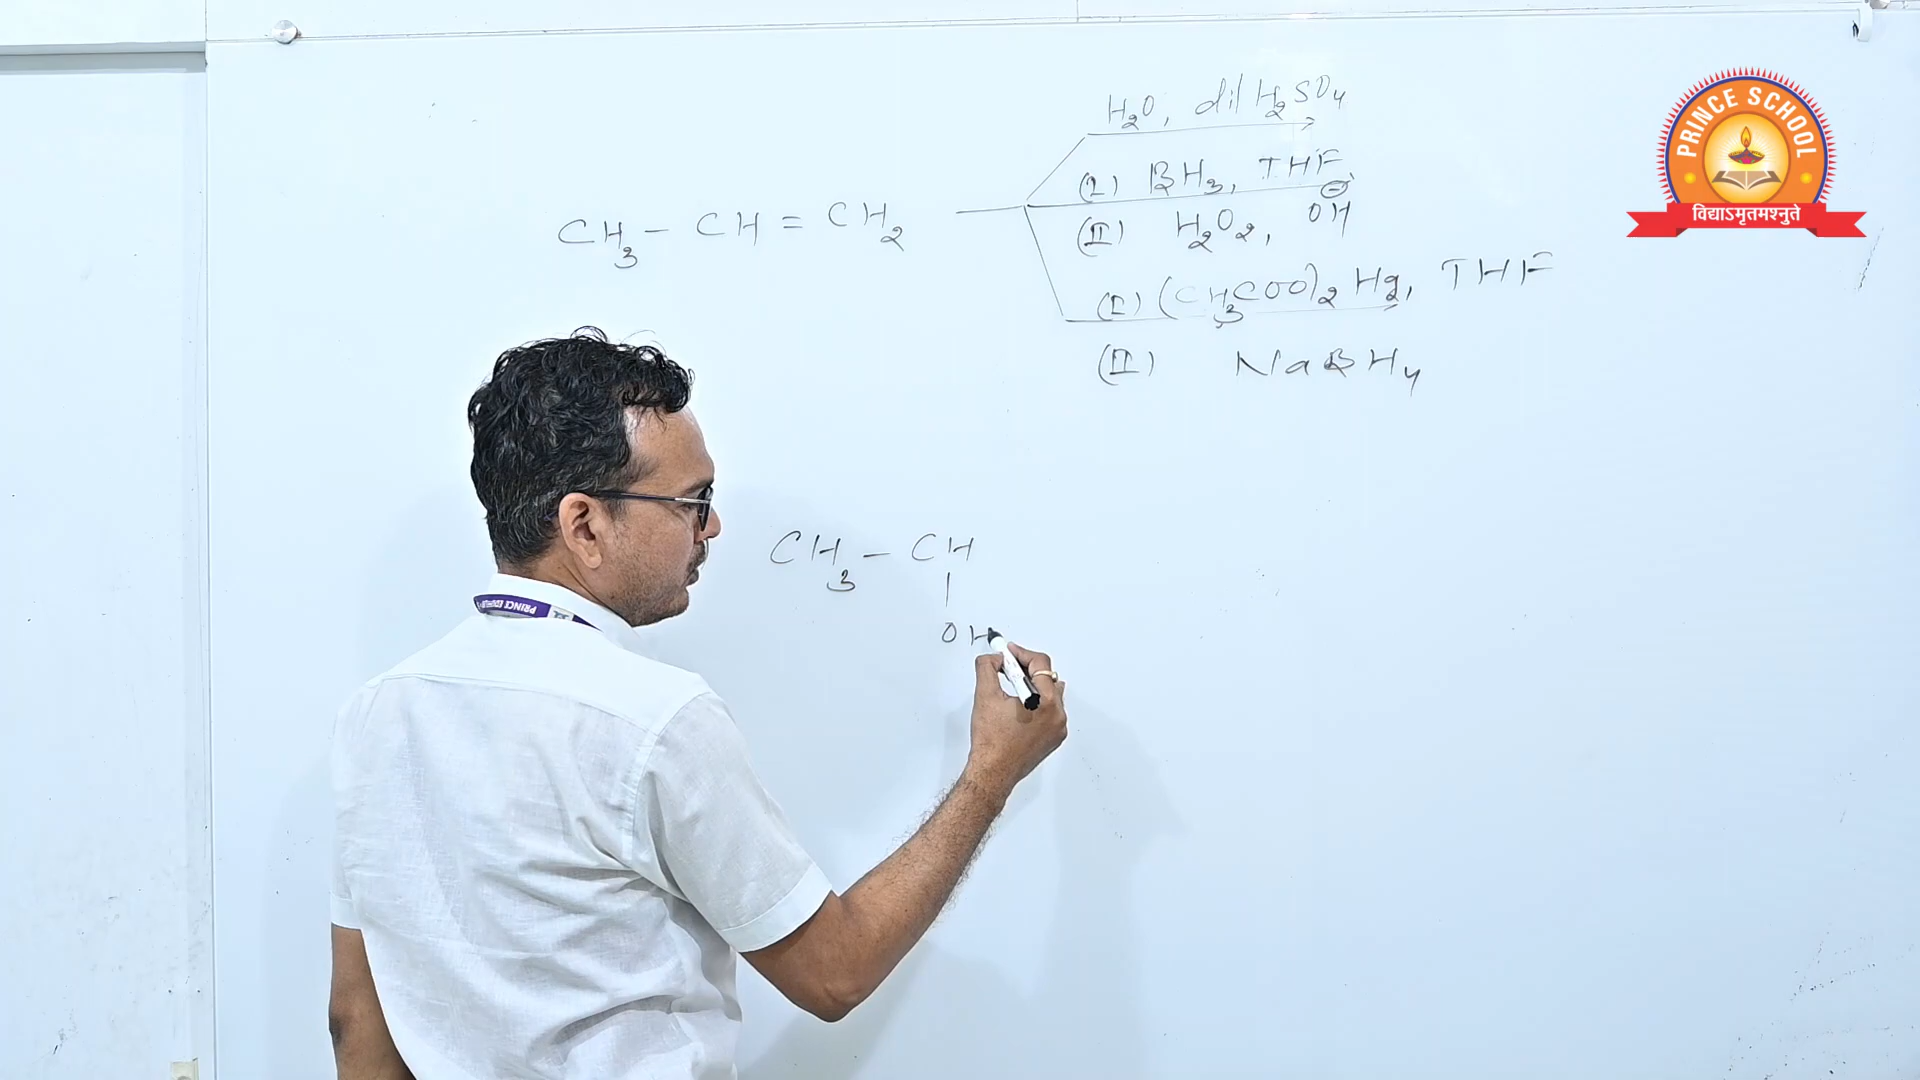 H₂O, dil H₂SO₄
(I) BH₃, THF
CH₃ – CH = CH₂
(II) H₂O₂, OH⊖
(I) (CH₃COO)₂ Hg, THF
(II) NaBH₄
CH₃ – CH
|
OH
PRINCE SCHOOL
विद्याऽमृतमश्नुते
PRINCE